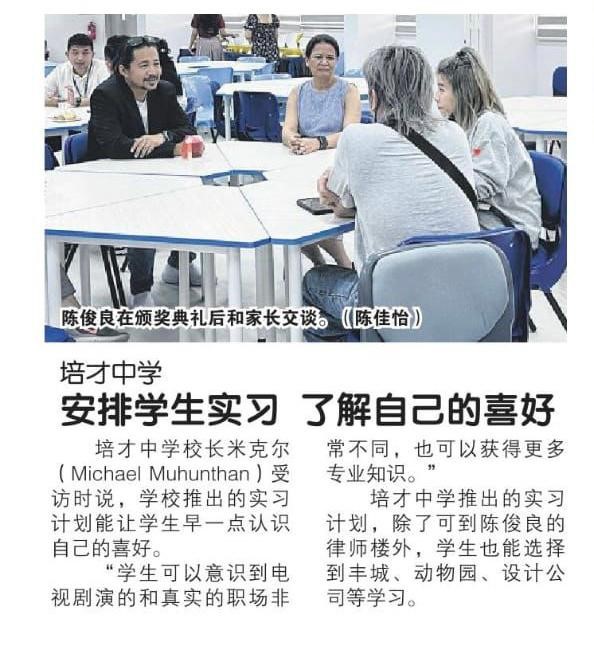 陈俊良在颁奖典礼后和家长交谈。（陈佳怡）
培才中学
安排学生实习 了解自己的喜好
培才中学校长米克尔
（Michael Muhunthan）受
访时说，学校推出的实习
计划能让学生早一点认识
自己的喜好。
“学生可以意识到电
视剧演的和真实的职场非
常不同，也可以获得更多
专业知识。”
培才中学推出的实习
计划，除了可到陈俊良的
律师楼外，学生也能选择
到丰城、动物园、设计公
司等学习。